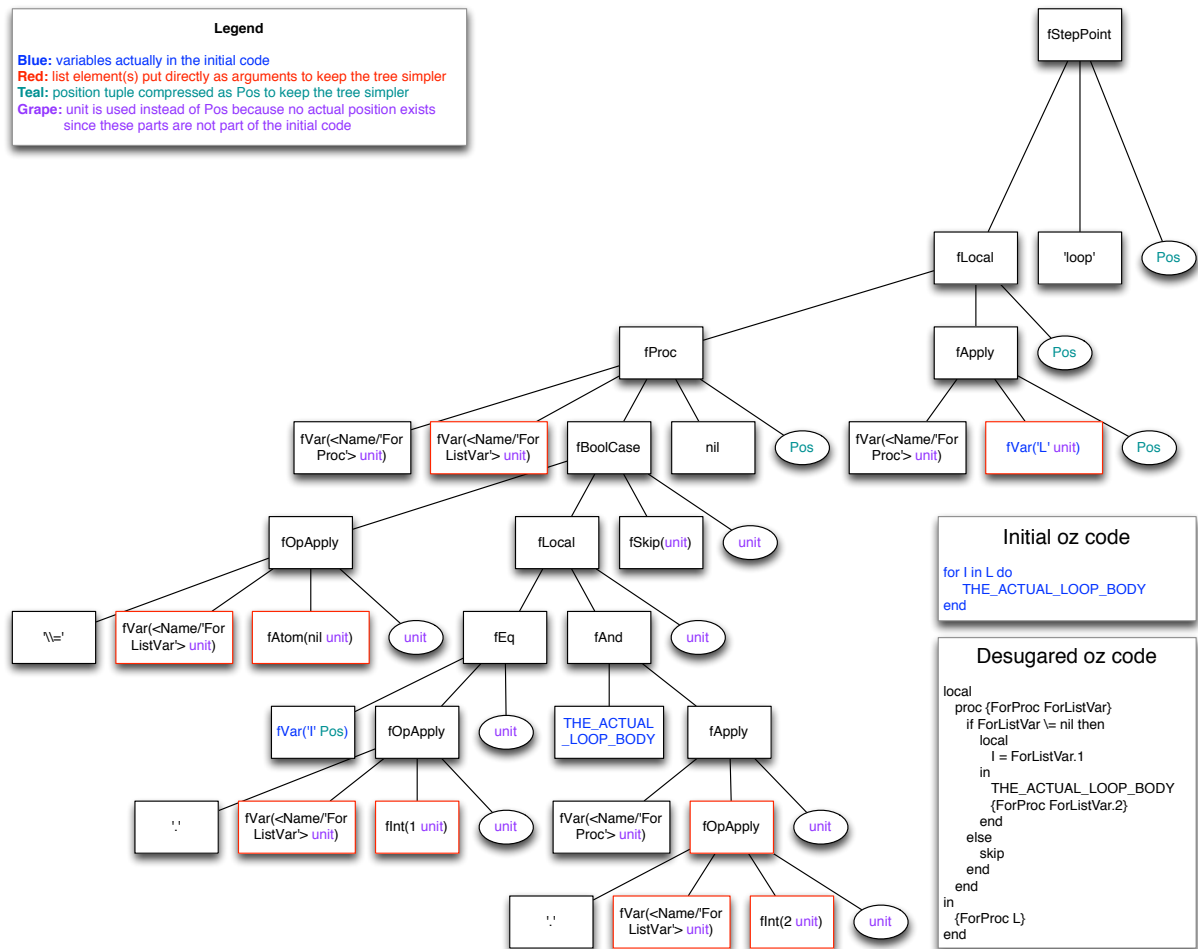 Legend
Blue: variables actually in the initial code
Red: list element(s) put directly as arguments to keep the tree simpler
Teal: position tuple compressed as Pos to keep the tree simpler
Grape: unit is used instead of Pos because no actual position exists
since these parts are not part of the initial code
fStepPoint
fLocal
'loop'
Pos
fProc
fApply
Pos
fVar(<Name/'For
Proc'> unit)
fVar(<Name/'For
ListVar'> unit)
fBoolCase
nil
Pos
fVar(<Name/'For
Proc'> unit)
fVar('L' unit)
Pos
fOpApply
fLocal
fSkip(unit)
unit
'\\='
fVar(<Name/'For
ListVar'> unit)
fAtom(nil unit)
unit
fEq
fAnd
unit
fVar('I' Pos)
fOpApply
unit
THE_ACTUAL
_LOOP_BODY
fApply
'.'
fVar(<Name/'For
ListVar'> unit)
fInt(1 unit)
unit
fVar(<Name/'For
Proc'> unit)
fOpApply
unit
'.'
fVar(<Name/'For
ListVar'> unit)
fInt(2 unit)
unit
Initial oz code
for I in L do
THE_ACTUAL_LOOP_BODY
end
Desugared oz code
local
proc {ForProc ForListVar}
if ForListVar \= nil then
local
I = ForListVar.1
in
THE_ACTUAL_LOOP_BODY
{ForProc ForListVar.2}
end
else
skip
end
end
in
{ForProc L}
end